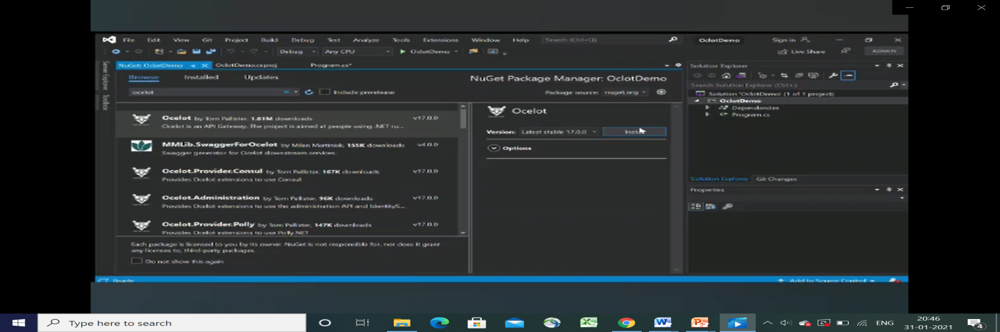 File Edit View Git Project Build Debug Test Analyze Tools Extensions Window Help Search (Ctrl+Q) OclotDemo Sign in
Debug Any CPU OclotDemo Live Share ADMIN
Server Explorer
Toolbox
NuGet: OclotDemo OclotDemo.csproj Program.cs*
Browse Installed Updates NuGet Package Manager: OclotDemo
ocelot Include prerelease Package source: nuget.org
Ocelot by Tom Pallister, 1.81M downloads v17.0.0
Ocelot is an API Gateway. The project is aimed at people using .NET ru...
MMLib.SwaggerForOcelot by Milan Martiniak, 155K downloads v4.0.0
Swagger generator for Ocelot downstream services.
Ocelot.Provider.Consul by Tom Pallister, 167K downloads v17.0.0
Provides Ocelot extensions to use Consul
Ocelot.Administration by Tom Pallister, 96K downloads v17.0.0
Provides Ocelot extensions to use the administration API and IdentityS...
Ocelot.Provider.Polly by Tom Pallister, 147K downloads v17.0.0
Provides Ocelot extensions to use Polly.NET
Each package is licensed to you by its owner. NuGet is not responsible for, nor does it grant
any licenses to, third-party packages.
Do not show this again
Ocelot
Version: Latest stable 17.0.0
Options
Solution Explorer
Search Solution Explorer (Ctrl+;)
Solution 'OclotDemo' (1 of 1 project)
OclotDemo
Dependencies
Program.cs
Solution Explorer Git Changes
Properties
Ready Add to Source Control
Type here to search ENG 20:46
31-01-2021 4